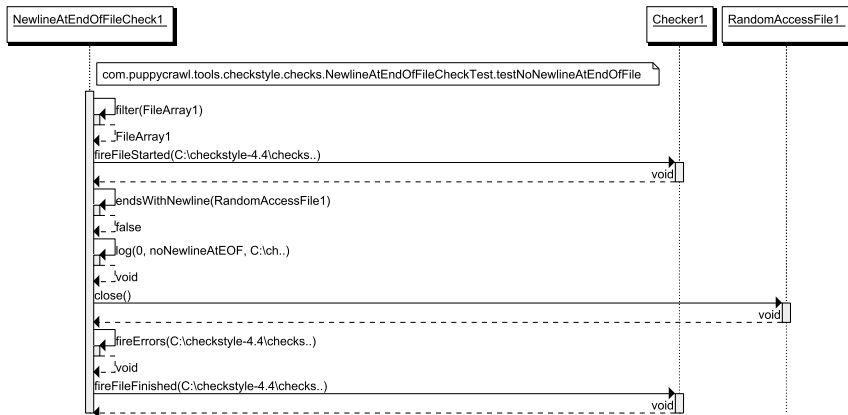 NewlineAtEndOfFileCheck1
Checker1
RandomAccessFile1
com.puppycrawl.tools.checkstyle.checks.NewlineAtEndOfFileCheckTest.testNoNewlineAtEndOfFile
filter(FileArray1)
FileArray1
fireFileStarted(C:\checkstyle-4.4\checks..)
void
endsWithNewline(RandomAccessFile1)
false
log(0, noNewlineAtEOF, C:\ch..)
void
close()
void
fireErrors(C:\checkstyle-4.4\checks..)
void
fireFileFinished(C:\checkstyle-4.4\checks..)
void